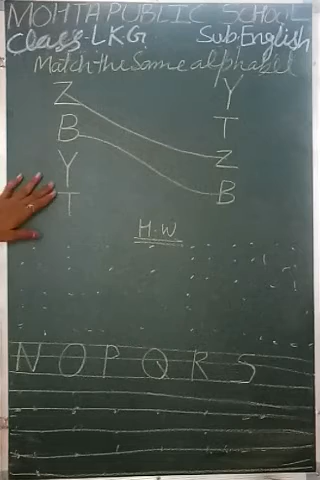 MOHTA PUBLIC SCHOOL
Class-LKG Sub:English
Match the Same alphabet
Z Y
B T
Y Z
T B
H.W
N O P Q R S